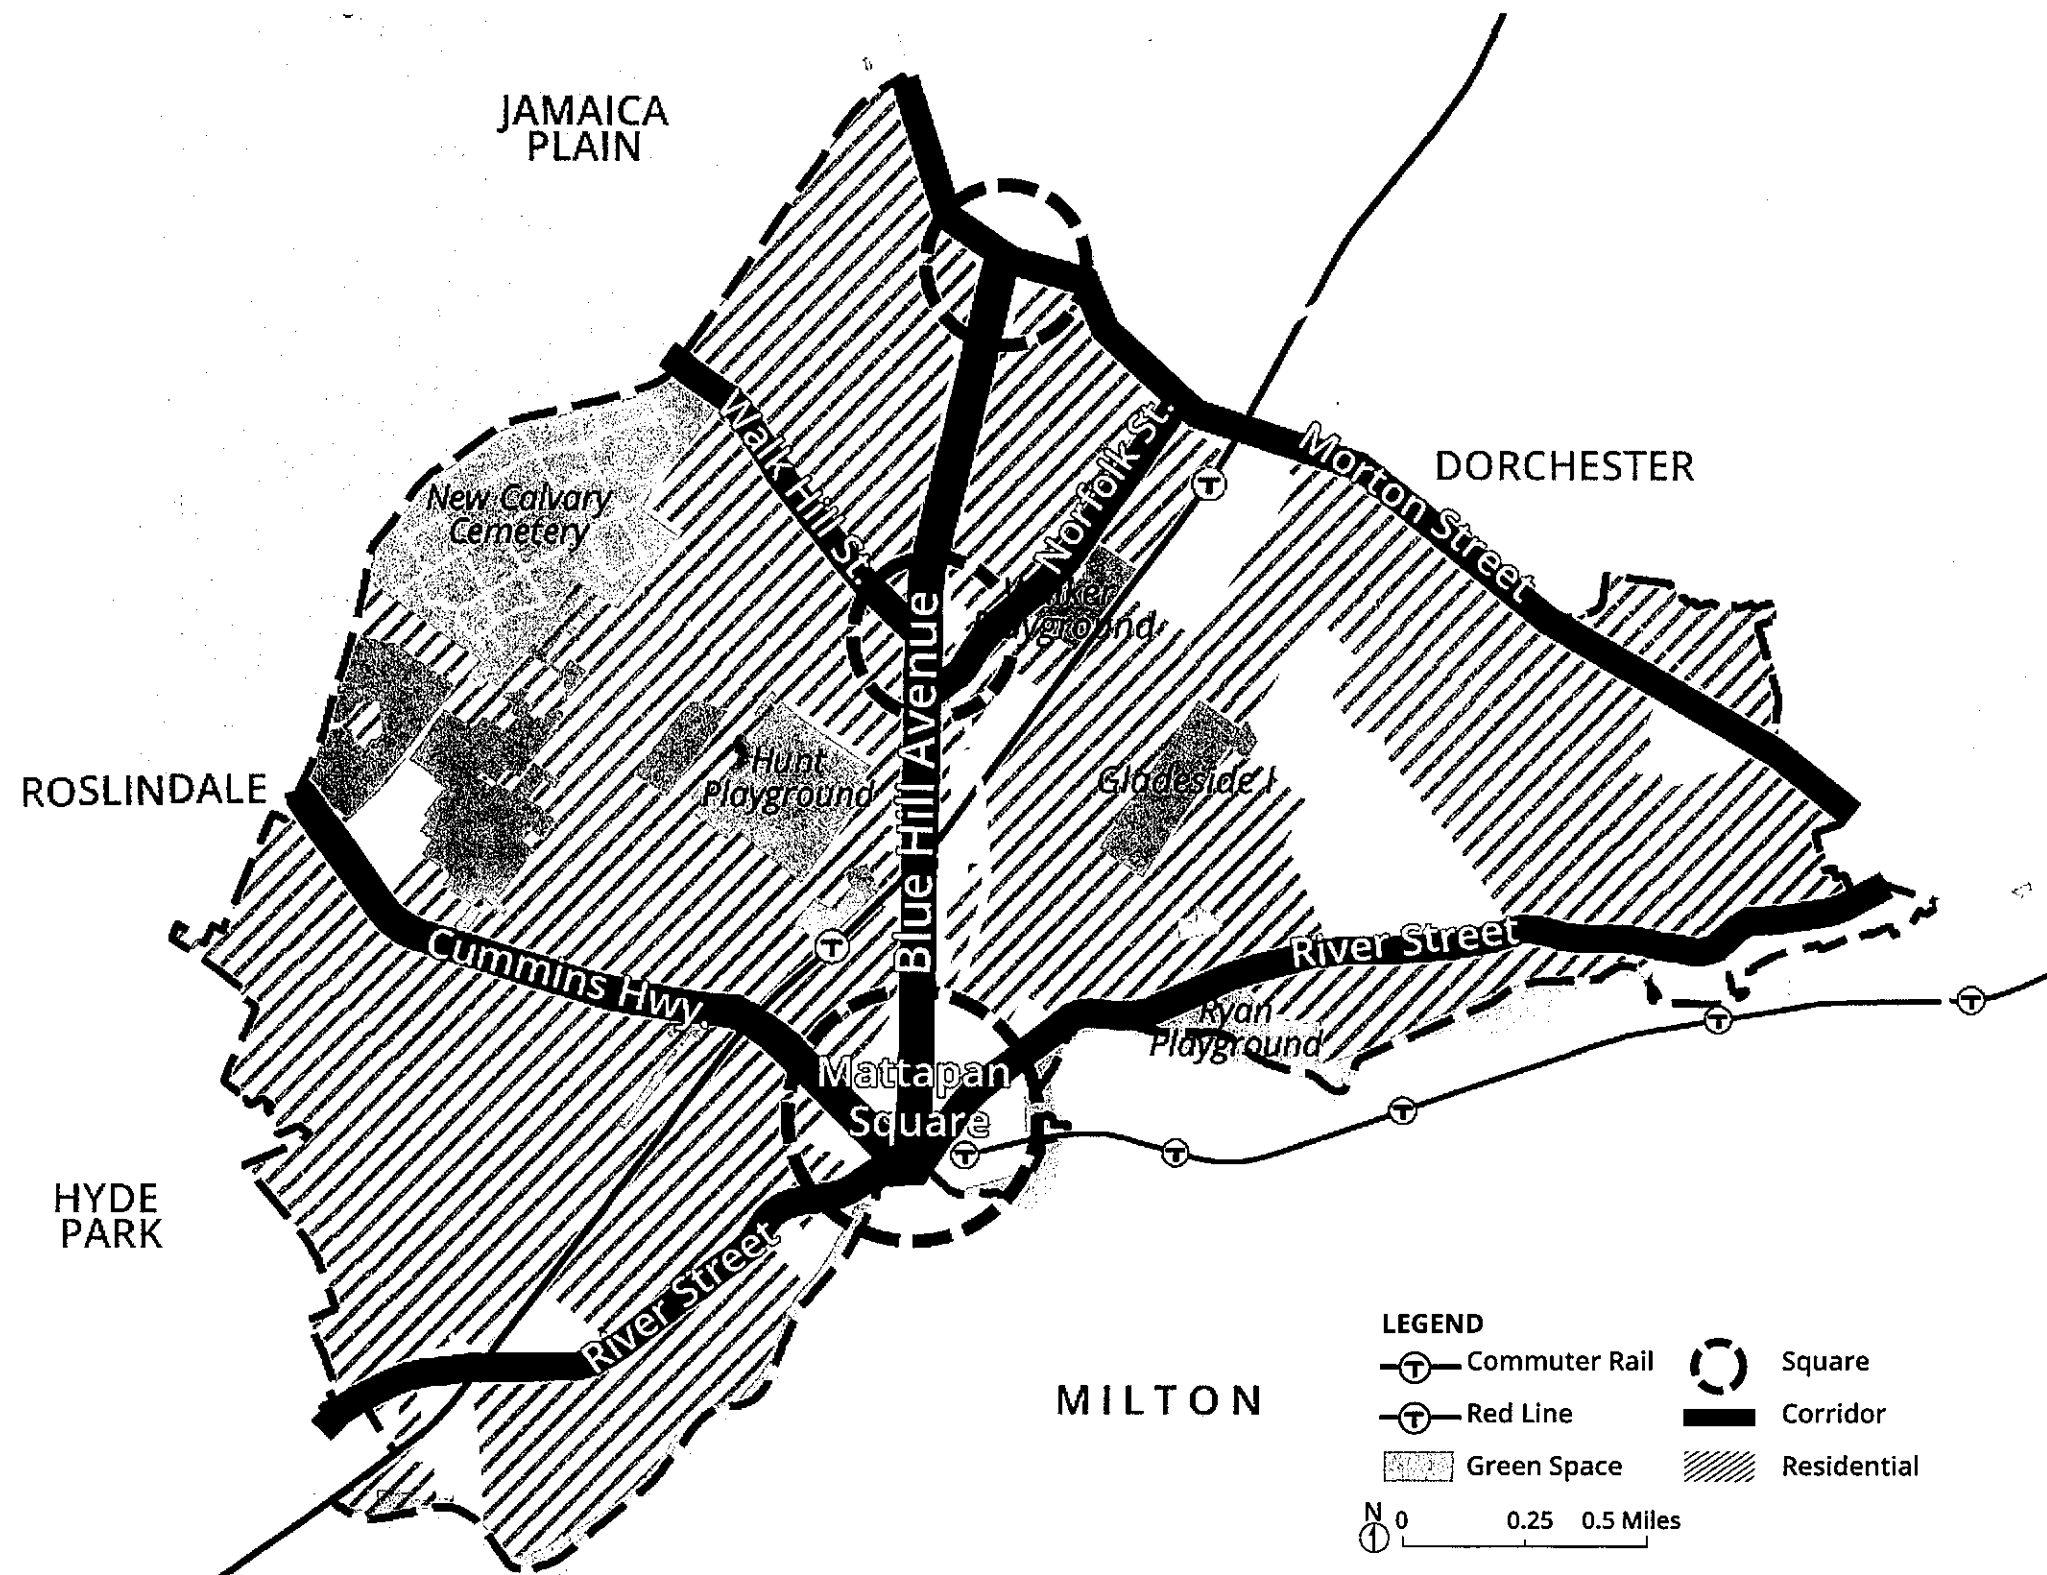 JAMAICA
PLAIN
DORCHESTER
Walk Hill St.
Norfolk St.
Morton Street
New Calvary
Cemetery
Playground
ROSLINDALE
Hunt
Playground
Blue Hill Avenue
Gladeside
Cummins Hwy.
River Street
Ryan
Playground
Mattapan
Square
HYDE
PARK
River Street
MILTON
LEGEND
T Commuter Rail
T Red Line
Green Space
Square
Corridor
Residential
N
0 0.25 0.5 Miles
T
T
T
T
T
T
T